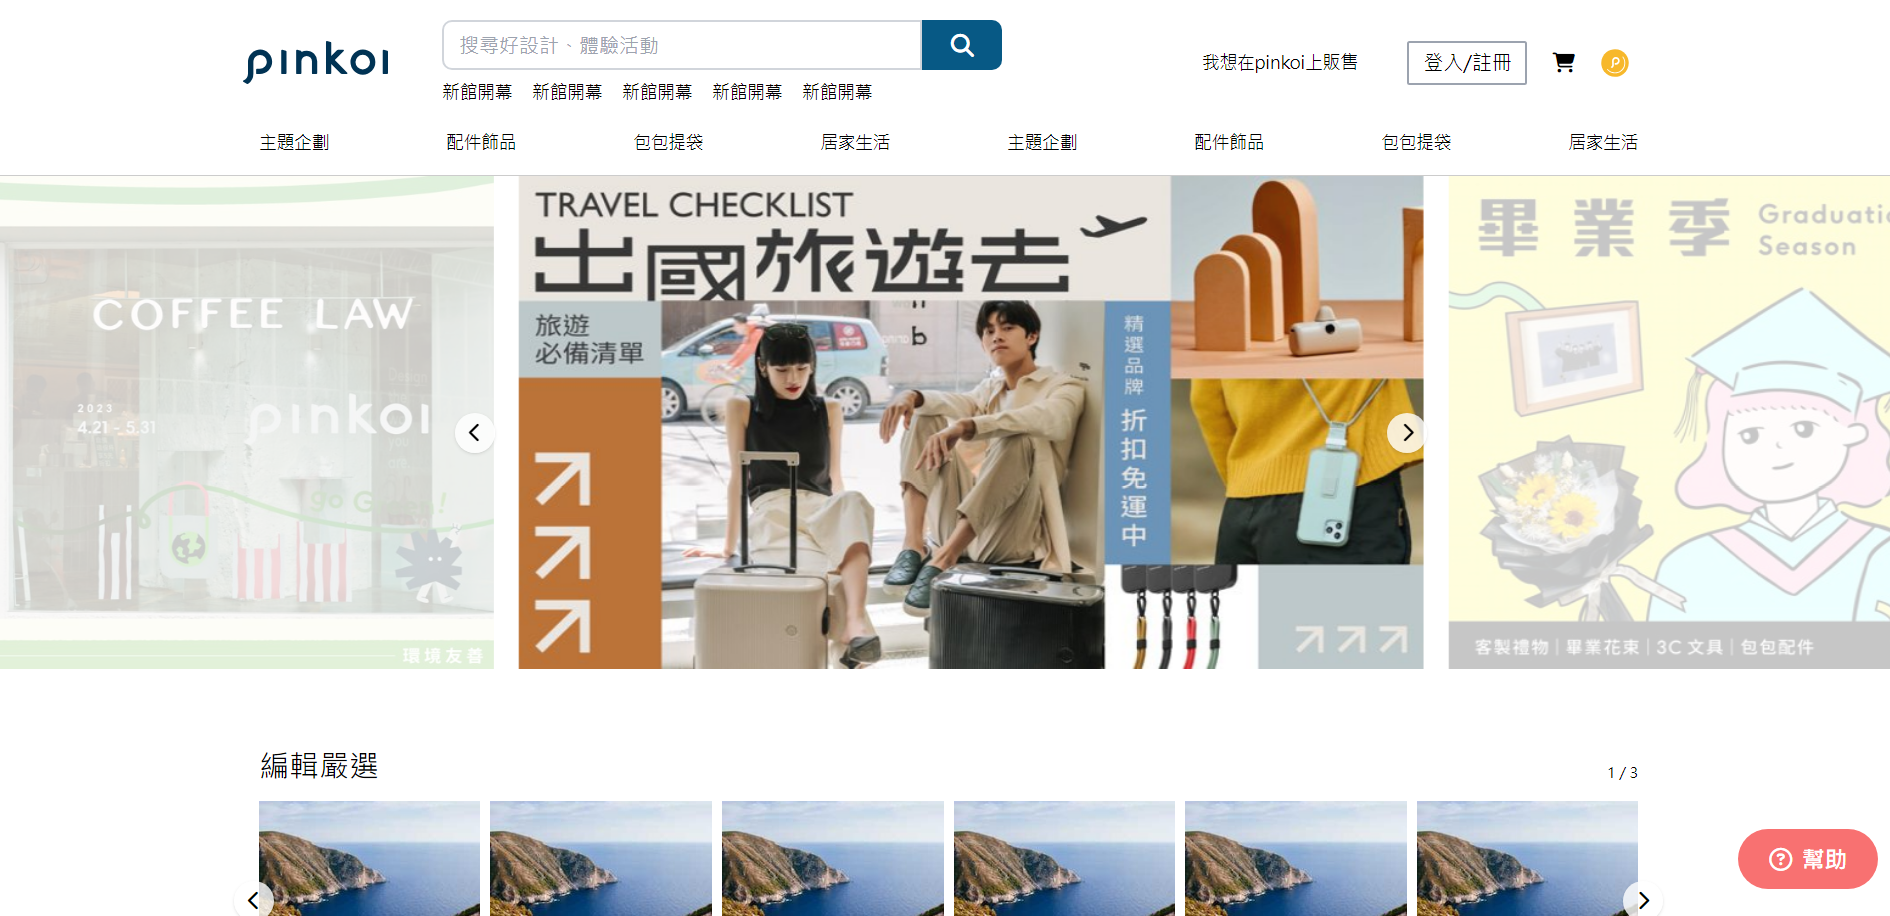 pinkoi
搜尋好設計、體驗活動
新館開幕 新館開幕 新館開幕 新館開幕 新館開幕
我想在pinkoi上販售
登入/註冊
主題企劃 配件飾品 包包提袋 居家生活 主題企劃 配件飾品 包包提袋 居家生活
COFFEE LAW
2023
4.21 - 5.31
pinkoi
go Green!
環境友善
TRAVEL CHECKLIST
出國旅遊去
旅遊
必備清單
精選品牌
折扣免運中
畢業季
Graduatio
Season
客製禮物｜畢業花束｜3C 文具｜包包配件
編輯嚴選
1 / 3
幫助